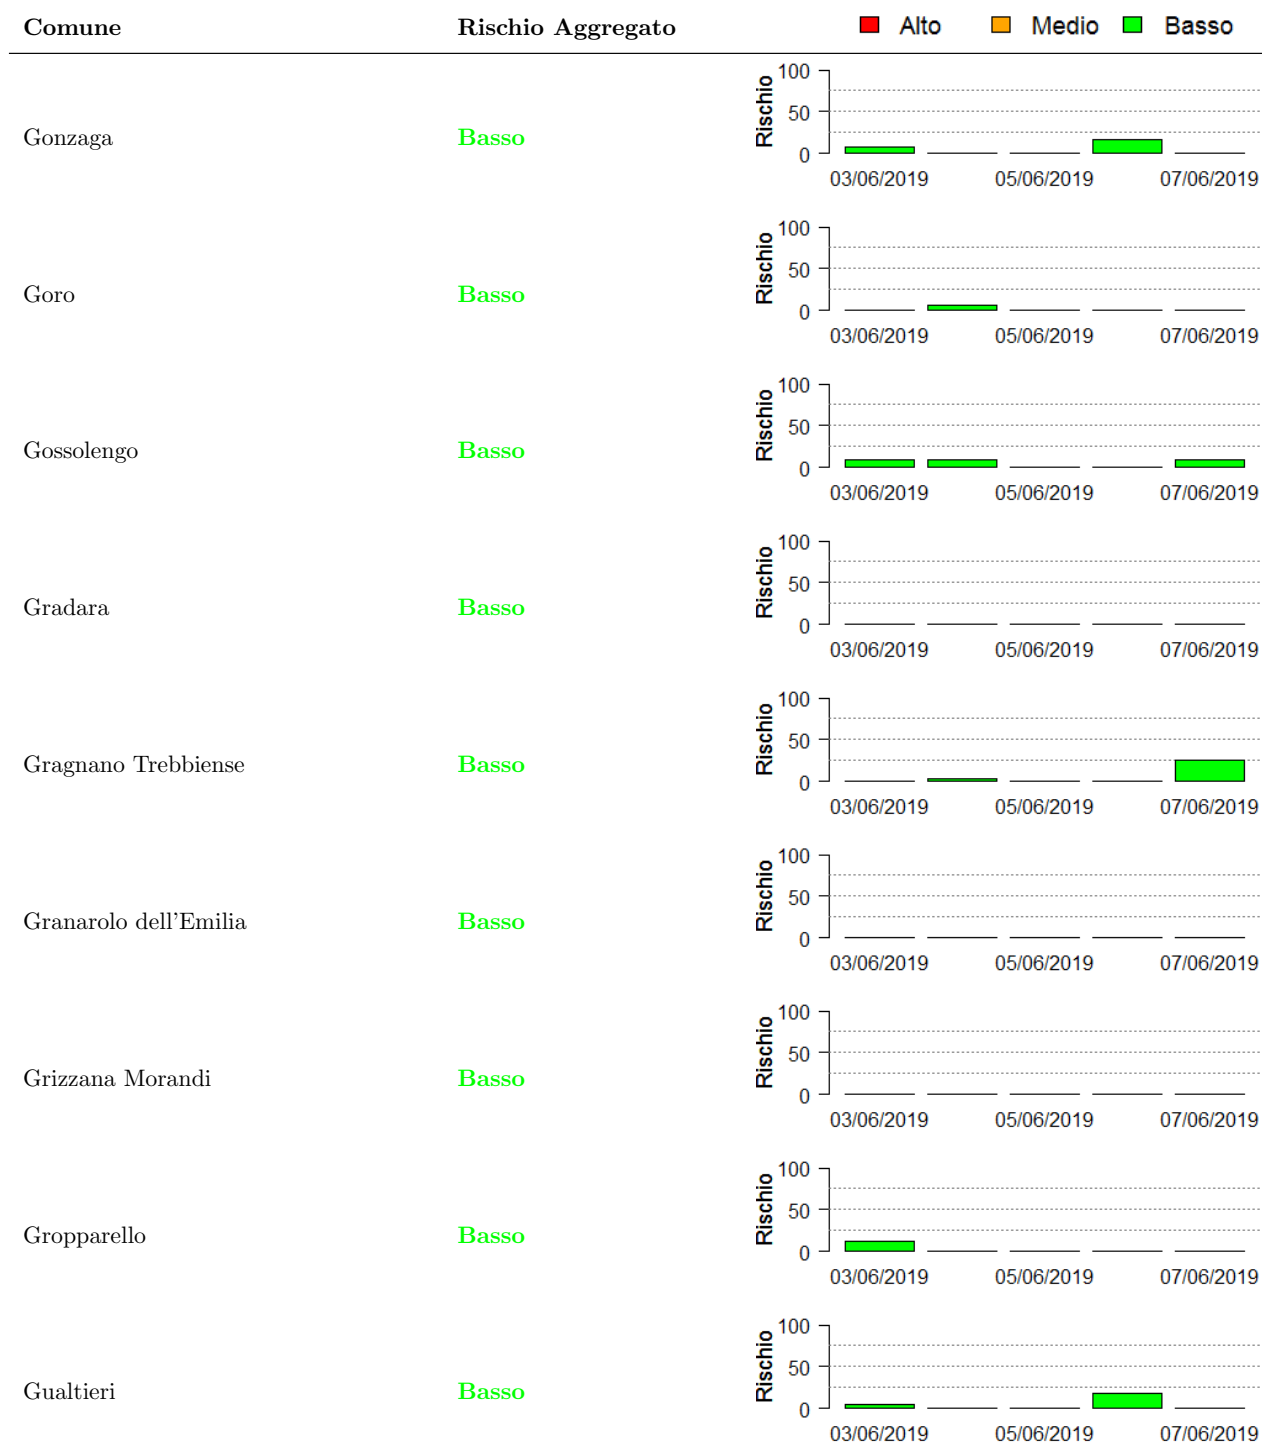 Comune Rischio Aggregato Alto Medio Basso
Gonzaga Basso
Rischio
100
50
0
03/06/2019 05/06/2019 07/06/2019
Goro Basso
Rischio
100
50
0
03/06/2019 05/06/2019 07/06/2019
Gossolengo Basso
Rischio
100
50
0
03/06/2019 05/06/2019 07/06/2019
Gradara Basso
Rischio
100
50
0
03/06/2019 05/06/2019 07/06/2019
Gragnano Trebbiense Basso
Rischio
100
50
0
03/06/2019 05/06/2019 07/06/2019
Granarolo dell'Emilia Basso
Rischio
100
50
0
03/06/2019 05/06/2019 07/06/2019
Grizzana Morandi Basso
Rischio
100
50
0
03/06/2019 05/06/2019 07/06/2019
Gropparello Basso
Rischio
100
50
0
03/06/2019 05/06/2019 07/06/2019
Gualtieri Basso
Rischio
100
50
0
03/06/2019 05/06/2019 07/06/2019